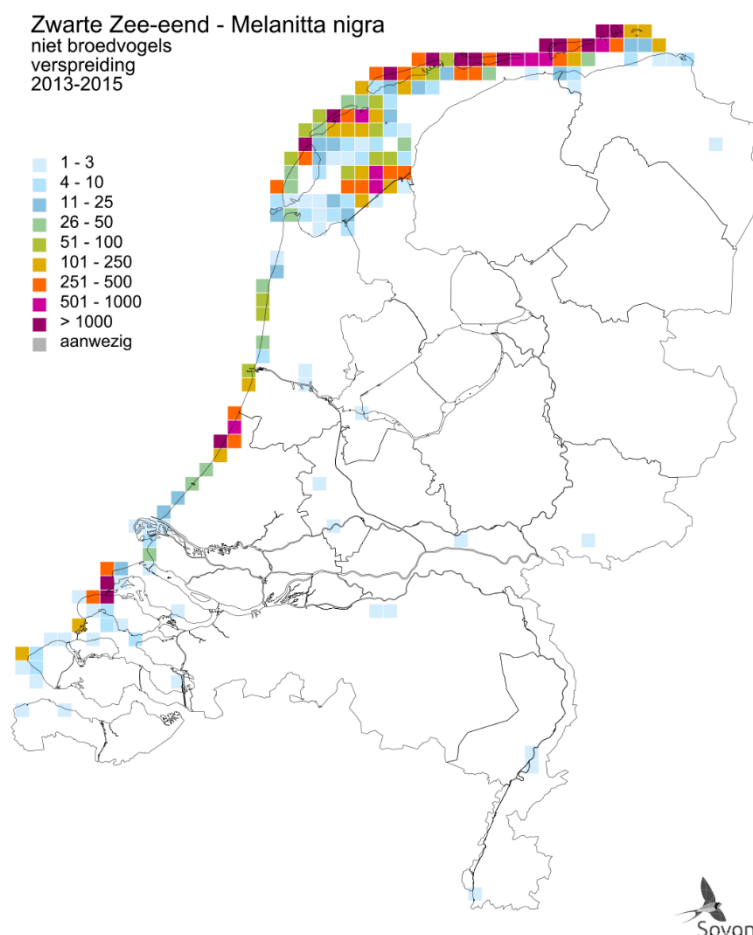 Zwarte Zee-eend - Melanitta nigra
niet broedvogels
verspreiding
2013-2015
1 - 3
4 - 10
11 - 25
26 - 50
51 - 100
101 - 250
251 - 500
501 - 1000
> 1000
aanwezig
Sovon